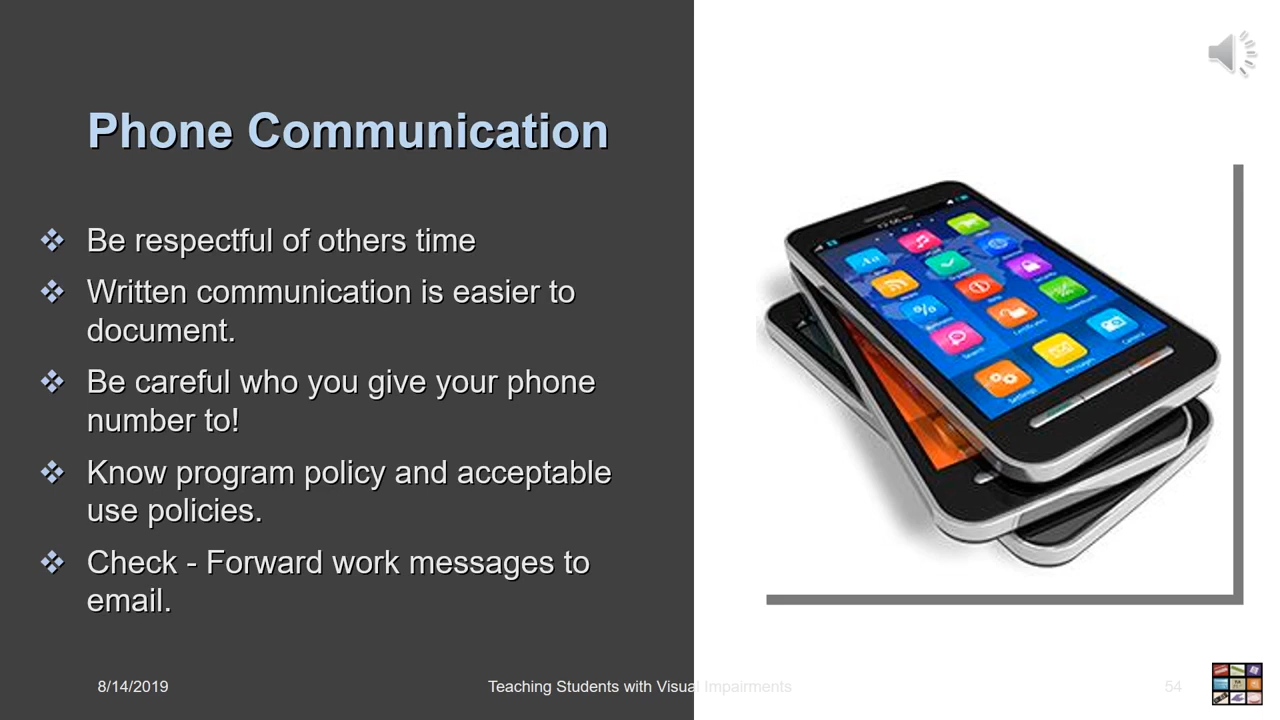 Phone Communication
Be respectful of others time
Written communication is easier to
document.
Be careful who you give your phone
number to!
Know program policy and acceptable
use policies.
Check - Forward work messages to
email.
8/14/2019
Teaching Students with Visual Impairments
54